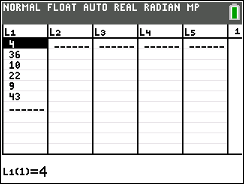 NORMAL FLOAT AUTO REAL RADIAN MP
L1 L2 L3 L4 L5 1
4 ------ ------ ------ ------
36
10
22
9
43
------
L1(1)=4